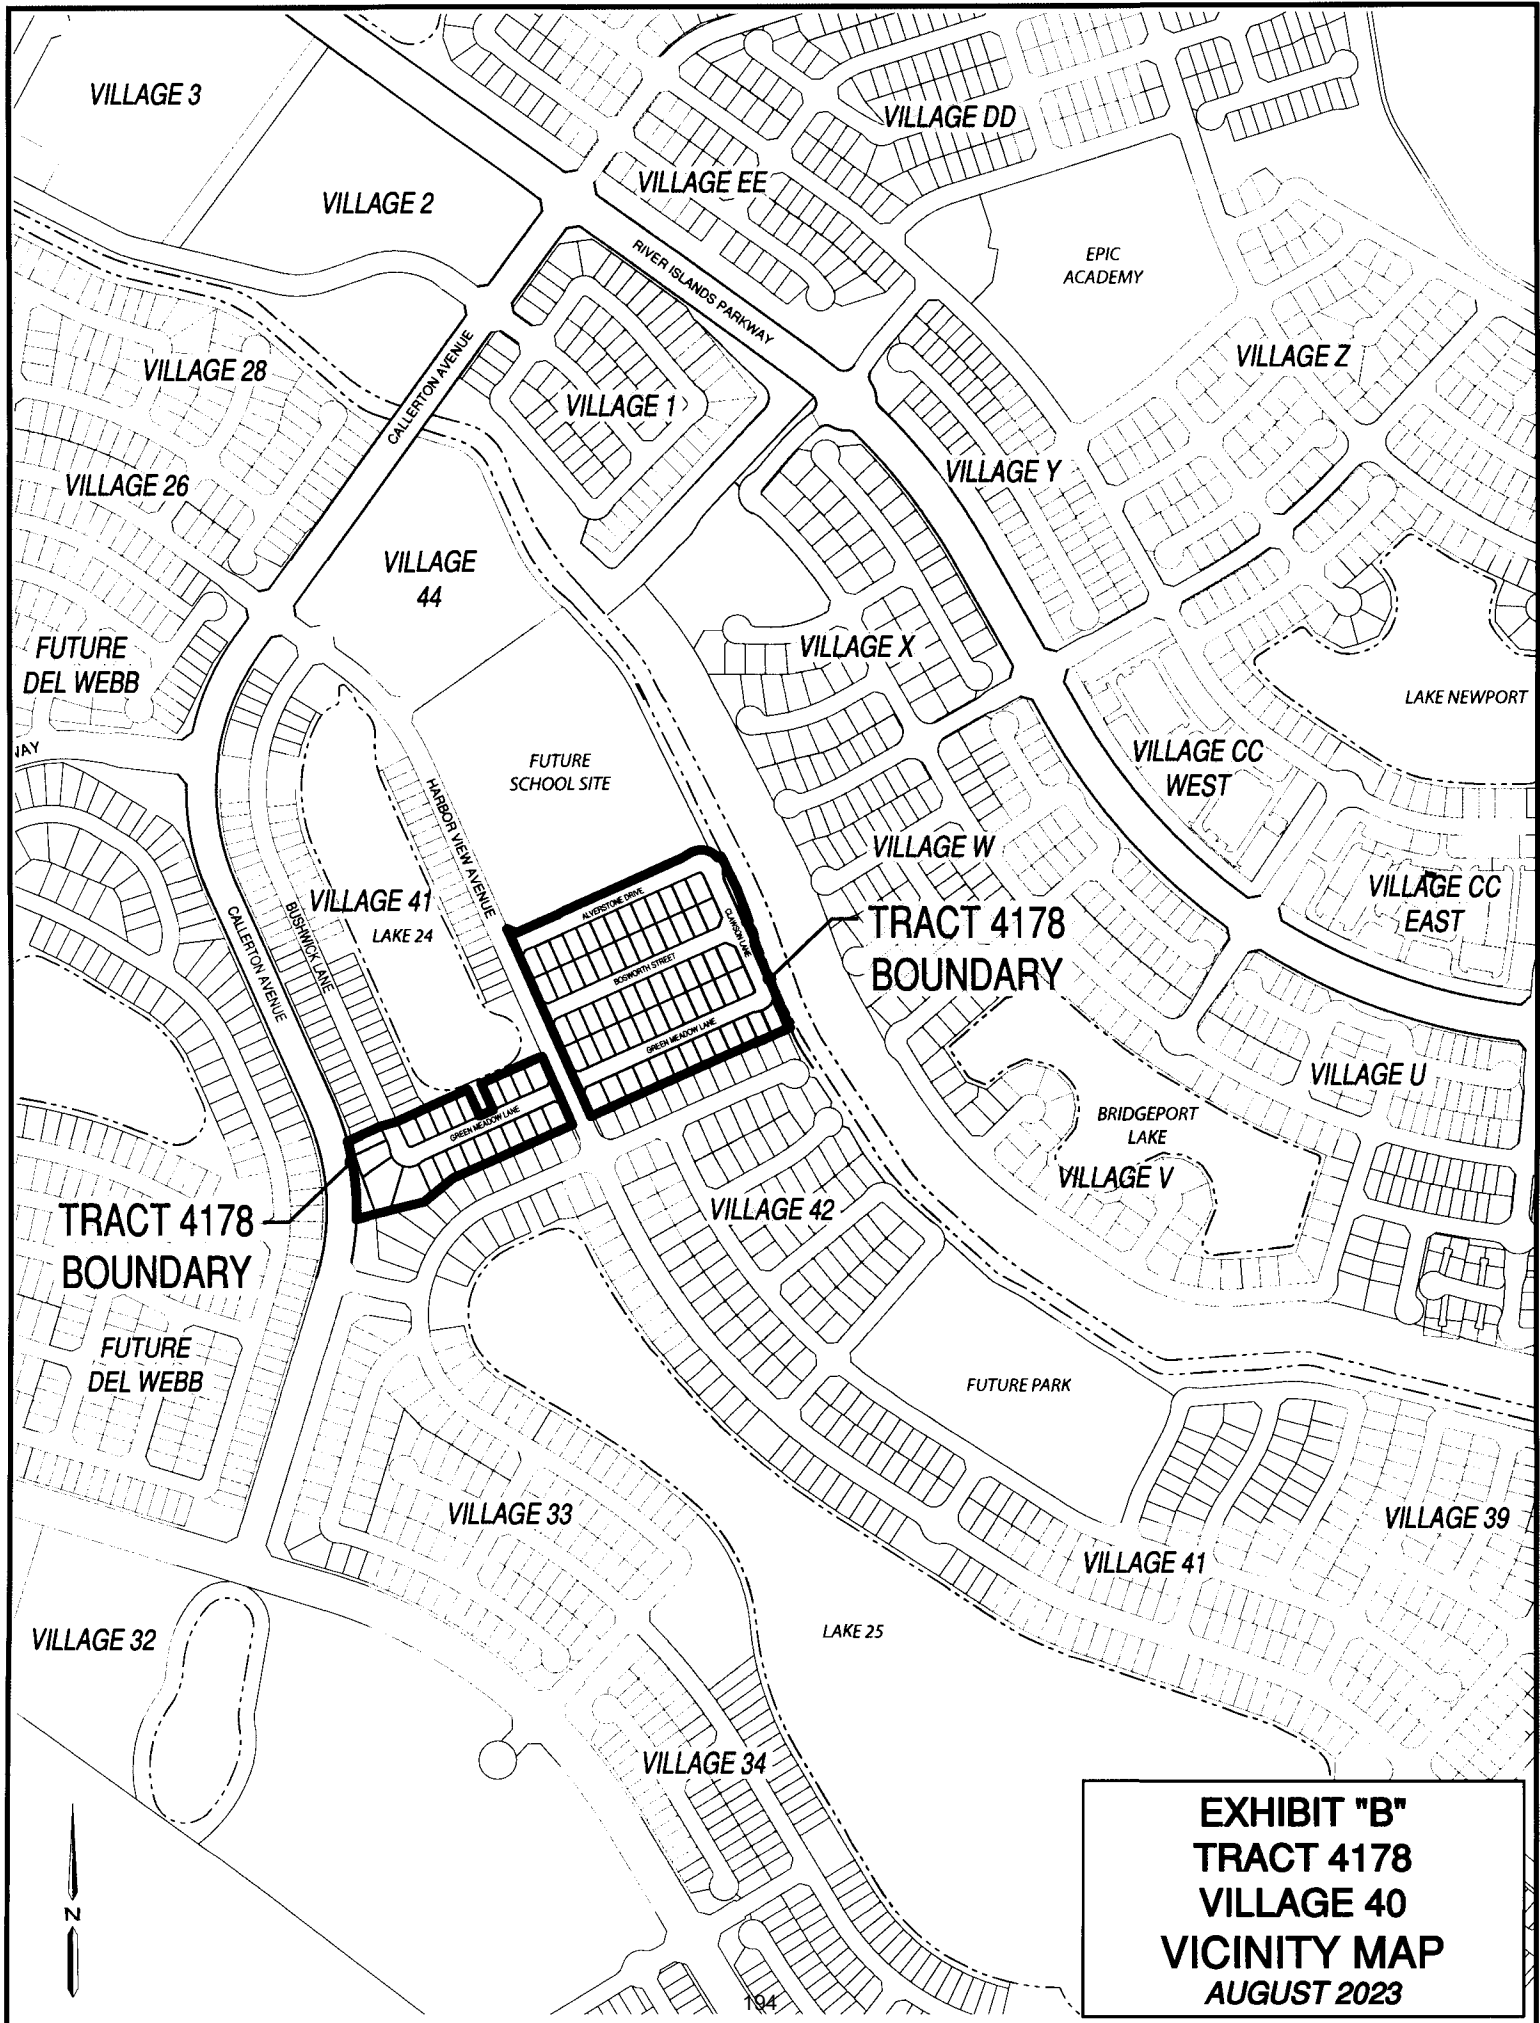 VILLAGE 3
VILLAGE DD
VILLAGE EE
VILLAGE 2
RIVER ISLANDS PARKWAY
EPIC
ACADEMY
VILLAGE 28
CALLERTON AVENUE
VILLAGE Z
VILLAGE 1
VILLAGE 26
VILLAGE Y
VILLAGE
44
FUTURE
DEL WEBB
VILLAGE X
LAKE NEWPORT
WAY
FUTURE
SCHOOL SITE
VILLAGE CC
WEST
HARBOR VIEW AVENUE
VILLAGE W
VILLAGE CC
EAST
VILLAGE 41
LAKE 24
CALLERTON AVENUE
BUSHWICK LANE
ALVERSTONE DRIVE
CLAWSON LANE
BOSWORTH STREET
GREEN MEADOW LANE
TRACT 4178
BOUNDARY
GREEN MEADOW LANE
VILLAGE U
BRIDGEPORT
LAKE
VILLAGE V
TRACT 4178
BOUNDARY
VILLAGE 42
FUTURE
DEL WEBB
FUTURE PARK
VILLAGE 33
VILLAGE 39
VILLAGE 41
VILLAGE 32
LAKE 25
VILLAGE 34
N
EXHIBIT "B"
TRACT 4178
VILLAGE 40
VICINITY MAP
AUGUST 2023
194